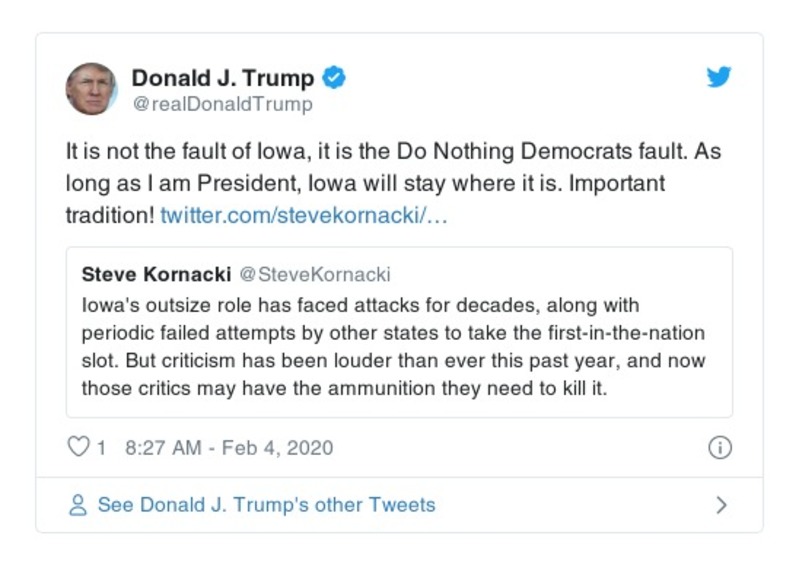 Donald J. Trump
@realDonaldTrump
It is not the fault of Iowa, it is the Do Nothing Democrats fault. As
long as I am President, Iowa will stay where it is. Important
tradition! twitter.com/stevekornacki/…
Steve Kornacki @SteveKornacki
Iowa's outsize role has faced attacks for decades, along with
periodic failed attempts by other states to take the first-in-the-nation
slot. But criticism has been louder than ever this past year, and now
those critics may have the ammunition they need to kill it.
1 8:27 AM - Feb 4, 2020
See Donald J. Trump's other Tweets